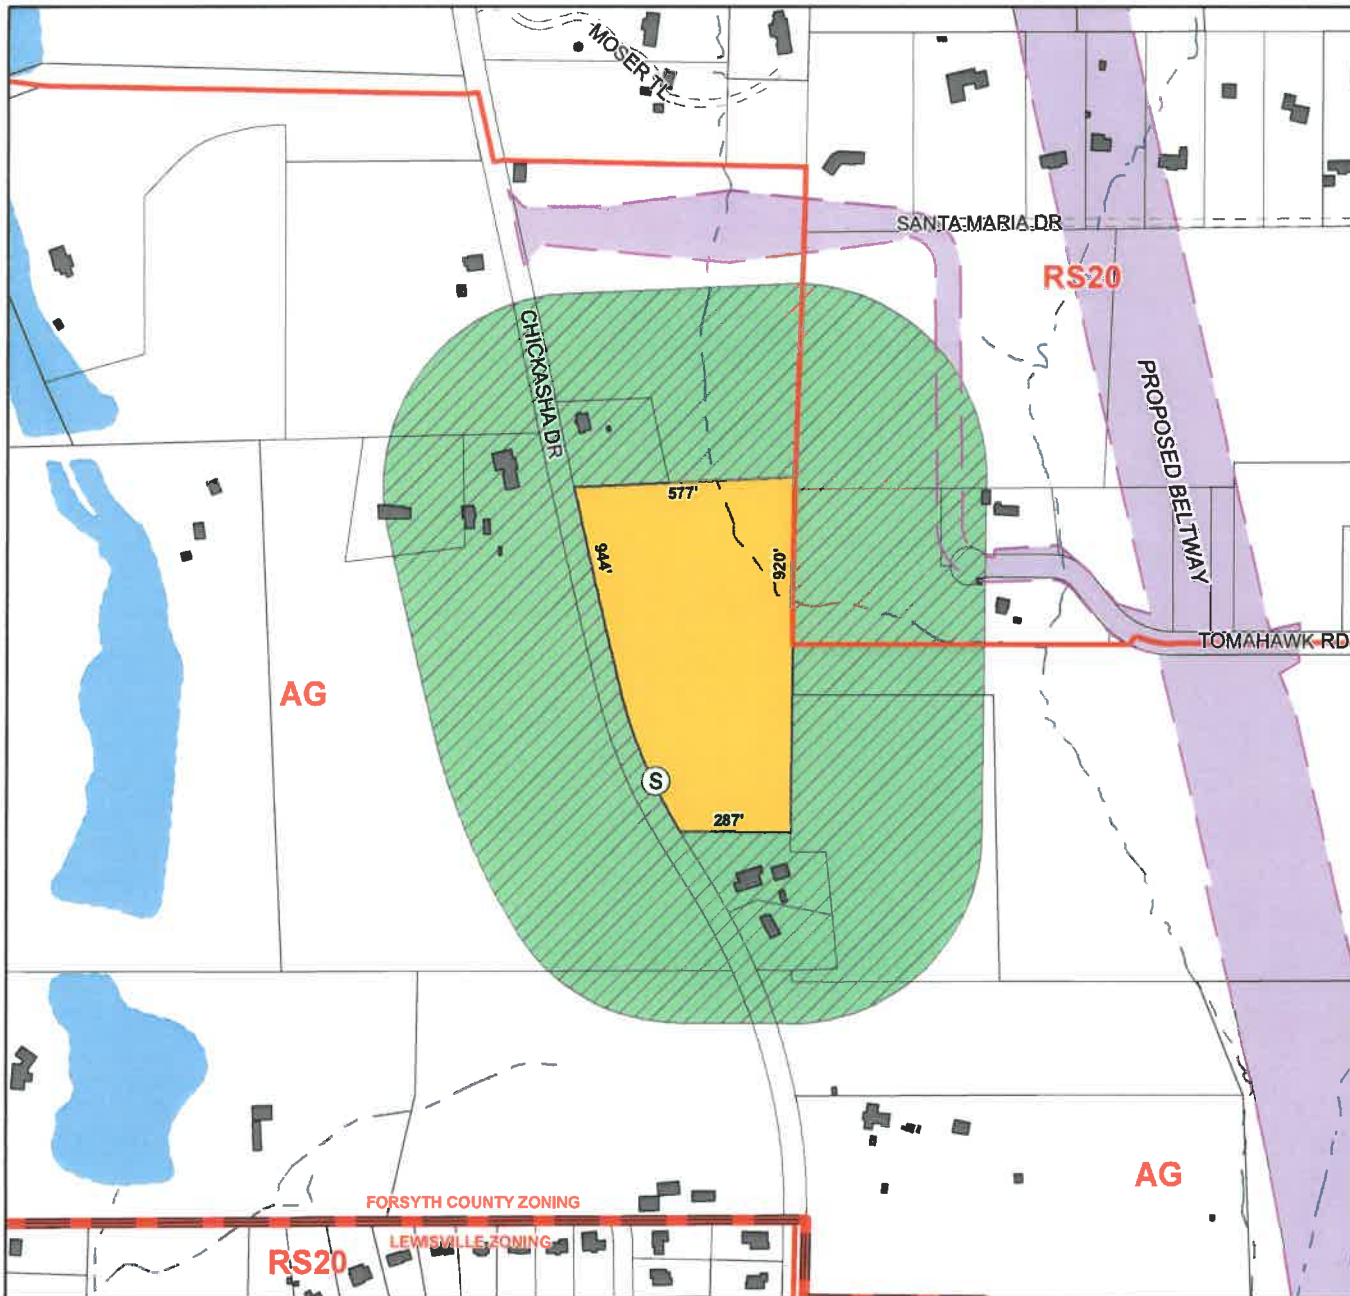 MOSER TL
SANTA MARIA DR
RS20
CHICKASHA DR
PROPOSED BELTWAY
577'
944'
920'
TOMAHAWK RD
AG
S
287'
AG
FORSYTH COUNTY ZONING
LEWISVILLE ZONING
RS20